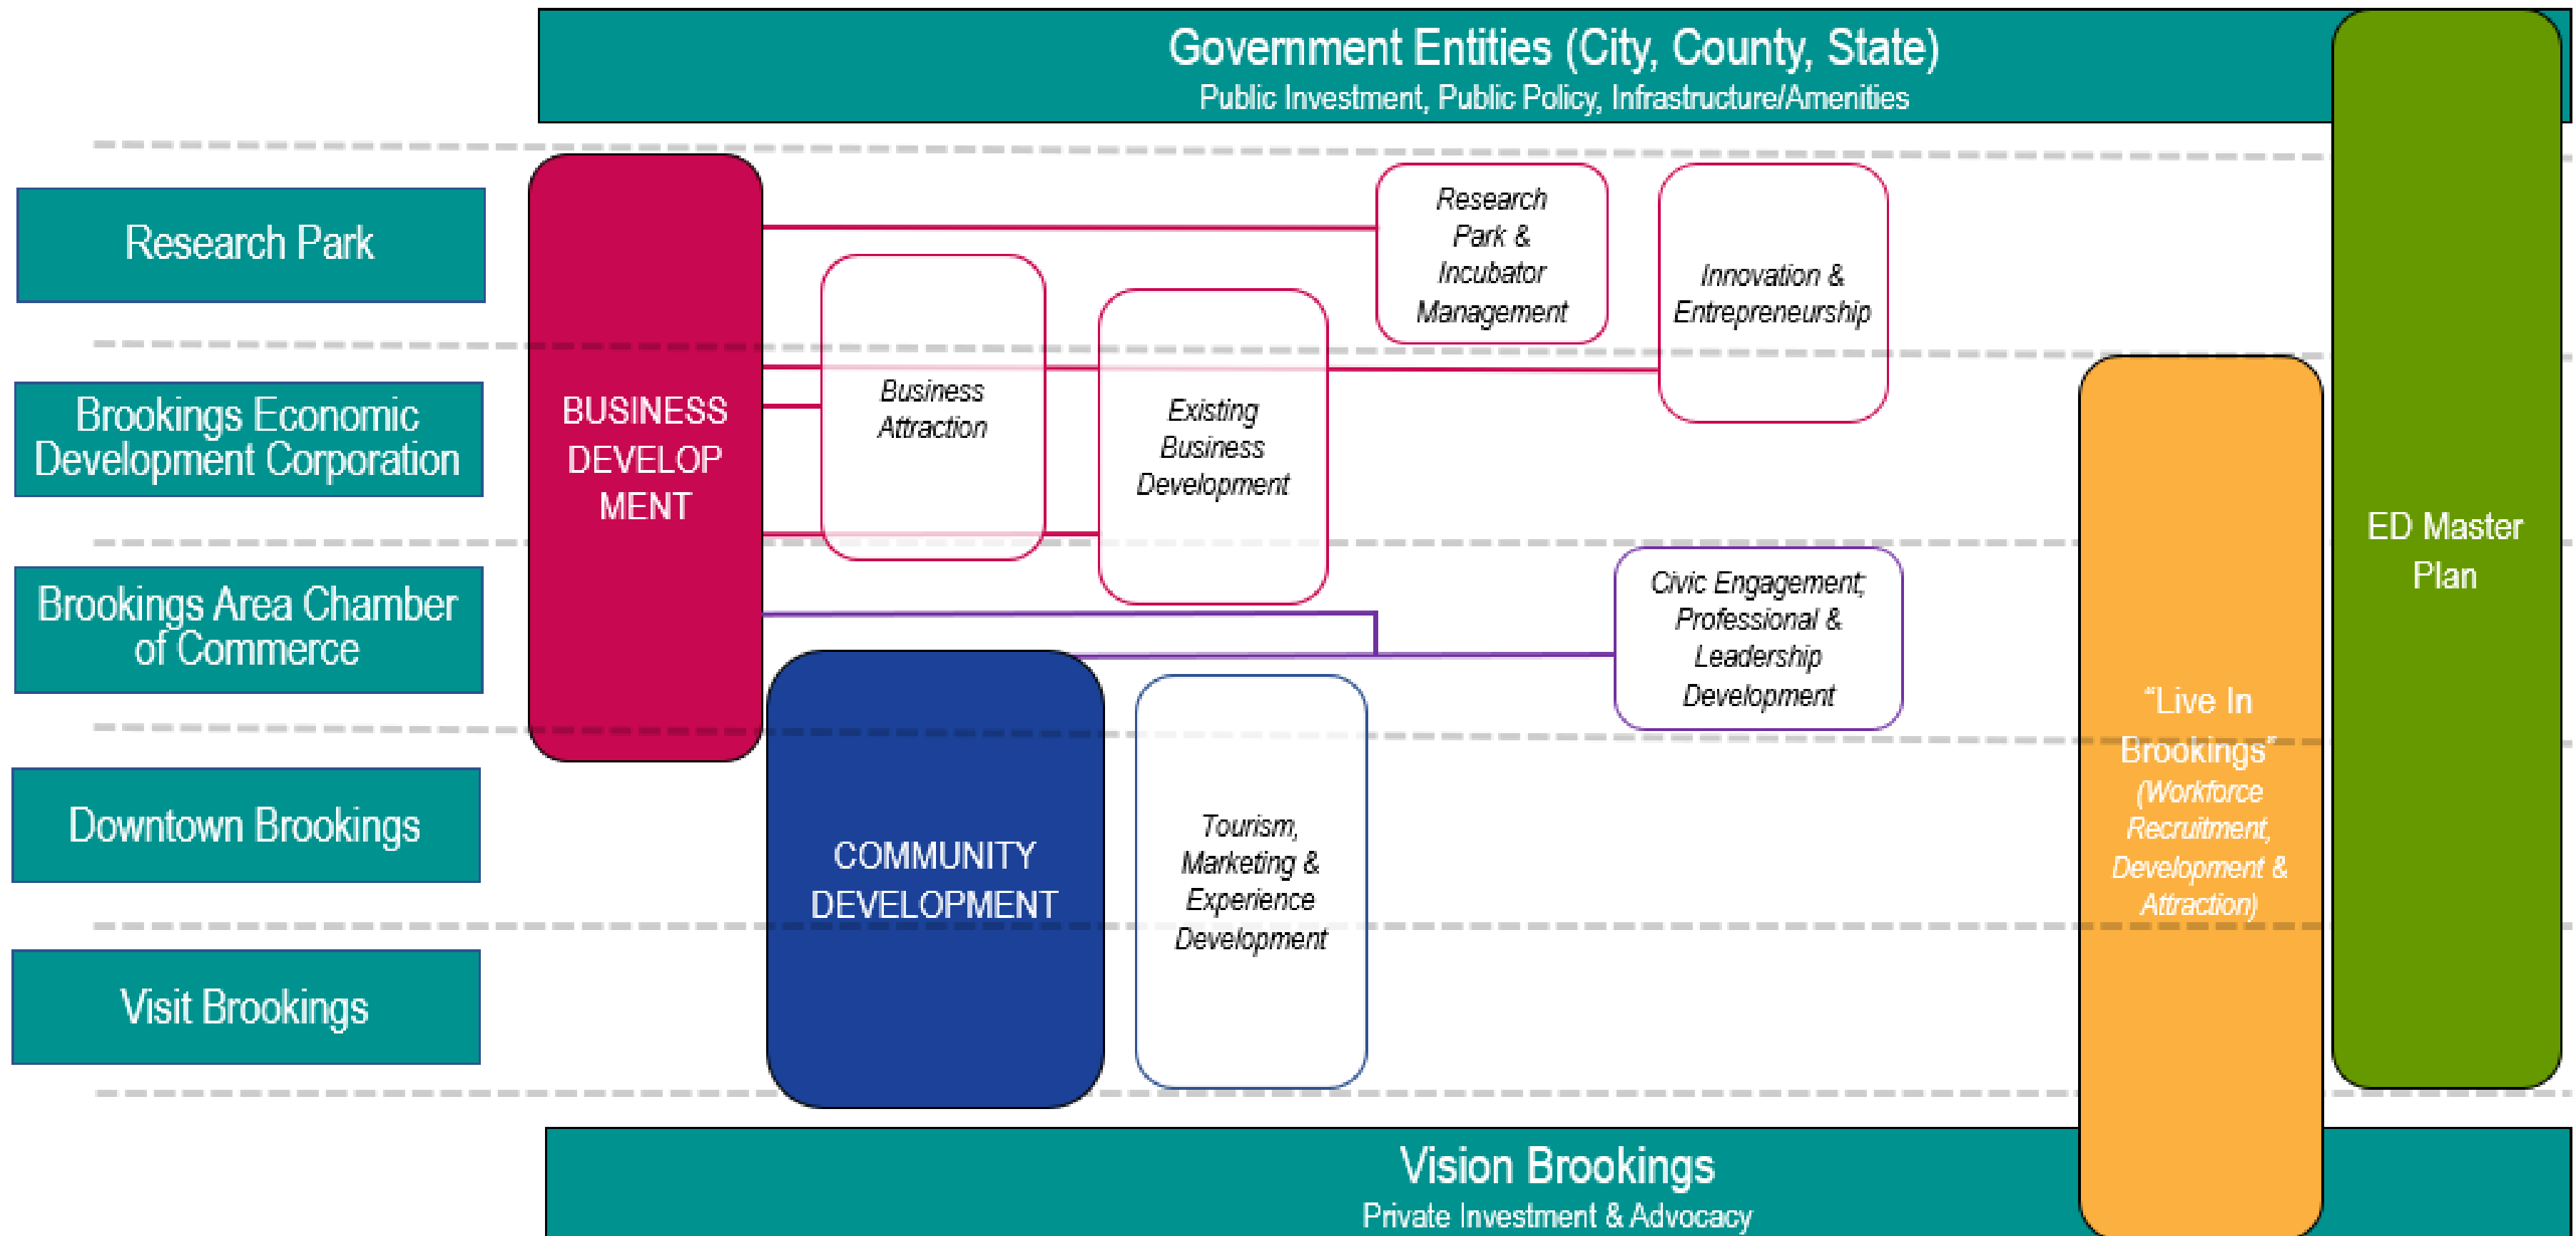 Government Entities (City, County, State)
Public Investment, Public Policy, Infrastructure/Amenities
Research Park
Brookings Economic
Development Corporation
Brookings Area Chamber
of Commerce
Downtown Brookings
Visit Brookings
BUSINESS
DEVELOP
MENT
Business
Attraction
Existing
Business
Development
Research
Park &
Incubator
Management
Innovation &
Entrepreneurship
Civic Engagement;
Professional &
Leadership
Development
COMMUNITY
DEVELOPMENT
Tourism,
Marketing &
Experience
Development
“Live In
Brookings”
(Workforce
Recruitment,
Development &
Attraction)
ED Master
Plan
Vision Brookings
Private Investment & Advocacy